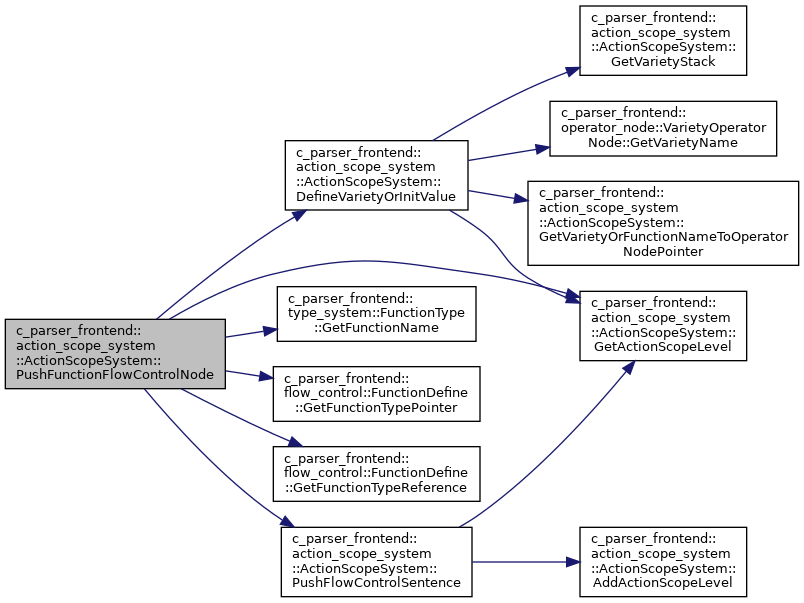 c_parser_frontend::
action_scope_system
::ActionScopeSystem::
PushFunctionFlowControlNode
c_parser_frontend::
action_scope_system
::ActionScopeSystem::
DefineVarietyOrInitValue
c_parser_frontend::
type_system::FunctionType
::GetFunctionName
c_parser_frontend::
flow_control::FunctionDefine
::GetFunctionTypePointer
c_parser_frontend::
flow_control::FunctionDefine
::GetFunctionTypeReference
c_parser_frontend::
action_scope_system
::ActionScopeSystem::
PushFlowControlSentence
c_parser_frontend::
action_scope_system
::ActionScopeSystem::
GetVarietyStack
c_parser_frontend::
operator_node::VarietyOperator
Node::GetVarietyName
c_parser_frontend::
action_scope_system
::ActionScopeSystem::
GetVarietyOrFunctionNameToOperator
NodePointer
c_parser_frontend::
action_scope_system
::ActionScopeSystem::
GetActionScopeLevel
c_parser_frontend::
action_scope_system
::ActionScopeSystem::
AddActionScopeLevel